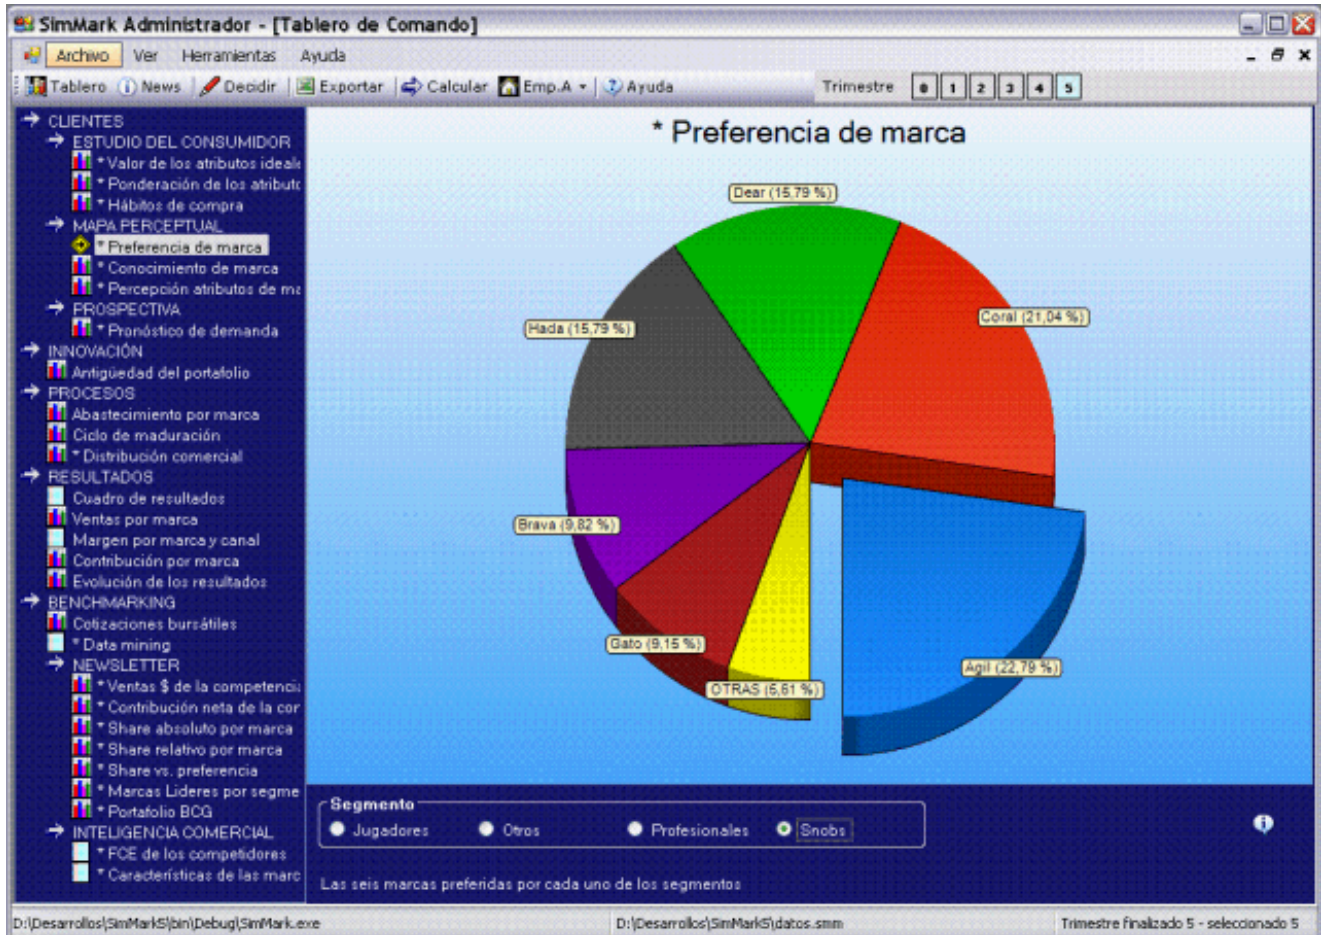 SimMark Administrador - [Tablero de Comando]
Archivo Ver Herramientas Ayuda
Tablero News Decidir Exportar Calcular Emp.A Ayuda Trimestre 0 1 2 3 4 5
CLIENTES
ESTUDIO DEL CONSUMIDOR
* Valor de los atributos ideale
* Ponderación de los atributo
* Hábitos de compra
MAPA PERCEPTUAL
* Preferencia de marca
* Conocimiento de marca
* Percepción atributos de ma
PROSPECTIVA
* Pronóstico de demanda
INNOVACIÓN
Antigüedad del portafolio
PROCESOS
Abastecimiento por marca
Ciclo de maduración
* Distribución comercial
RESULTADOS
Cuadro de resultados
Ventas por marca
Margen por marca y canal
Contribución por marca
Evolución de los resultados
BENCHMARKING
Cotizaciones bursátiles
* Data mining
NEWSLETTER
* Ventas $ de la competencia
* Contribución neta de la cor
* Share absoluto por marca
* Share relativo por marca
* Share vs. preferencia
* Marcas Lideres por segme
* Portafolio BCG
INTELIGENCIA COMERCIAL
* FCE de los competidores
* Características de las marc
* Preferencia de marca
Dear (15,79 %)
Coral (21,04 %)
Hada (15,79 %)
Brava (9,82 %)
Gato (9,15 %)
Agil (22,79 %)
OTRAS (5,61 %)
Segmento
Jugadores Otros Profesionales Snobs
Las seis marcas preferidas por cada uno de los segmentos
D:\Desarrollos\SimMark5\bin\Debug\SimMark.exe D:\Desarrollos\SimMark5\datos.smm Trimestre finalizado 5 - seleccionado 5